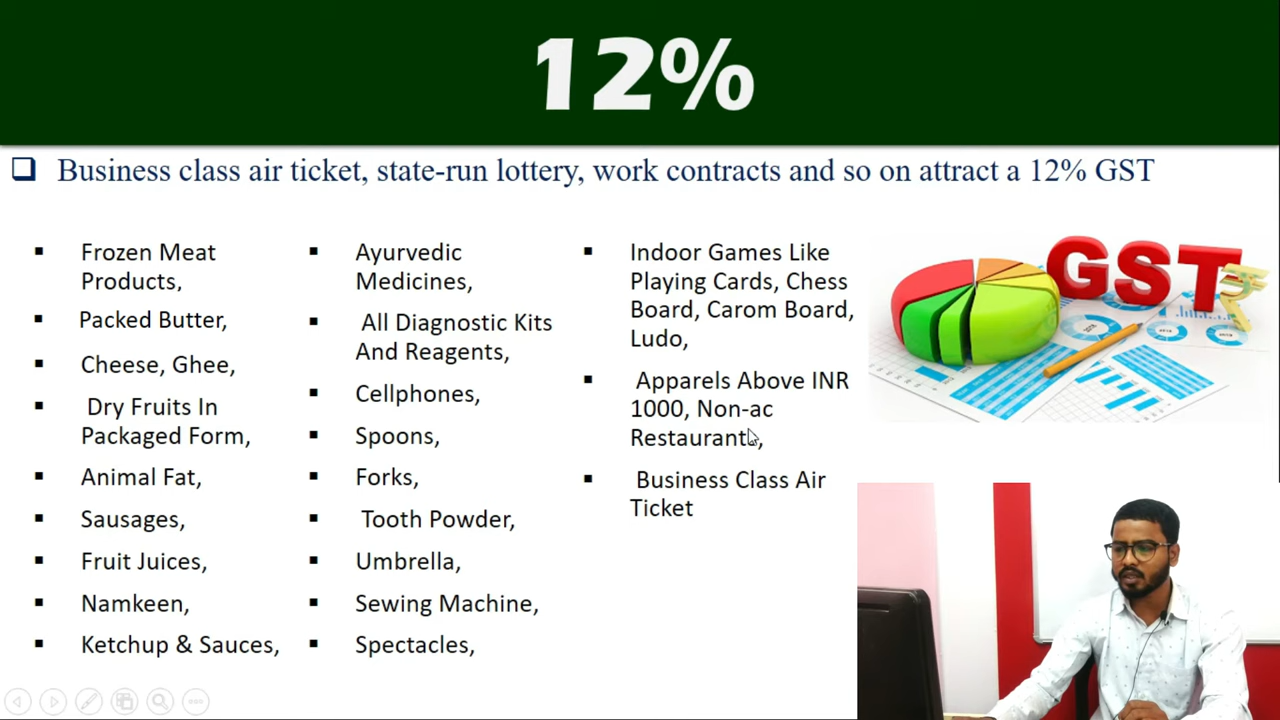 12%
Business class air ticket, state-run lottery, work contracts and so on attract a 12% GST
Frozen Meat
Products,
Packed Butter,
Cheese, Ghee,
Dry Fruits In
Packaged Form,
Animal Fat,
Sausages,
Fruit Juices,
Namkeen,
Ketchup & Sauces,
Ayurvedic
Medicines,
All Diagnostic Kits
And Reagents,
Cellphones,
Spoons,
Forks,
Tooth Powder,
Umbrella,
Sewing Machine,
Spectacles,
Indoor Games Like
Playing Cards, Chess
Board, Carom Board,
Ludo,
Apparels Above INR
1000, Non-ac
Restaurants,
Business Class Air
Ticket
GST